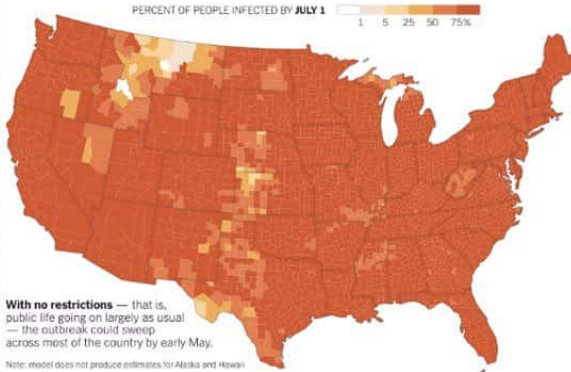 PERCENT OF PEOPLE INFECTED BY JULY 1
1 5 25 50 75%
With no restrictions — that is,
public life going on largely as usual
— the outbreak could sweep
across most of the country by early May.
Note: model does not produce estimates for Alaska and Hawaii